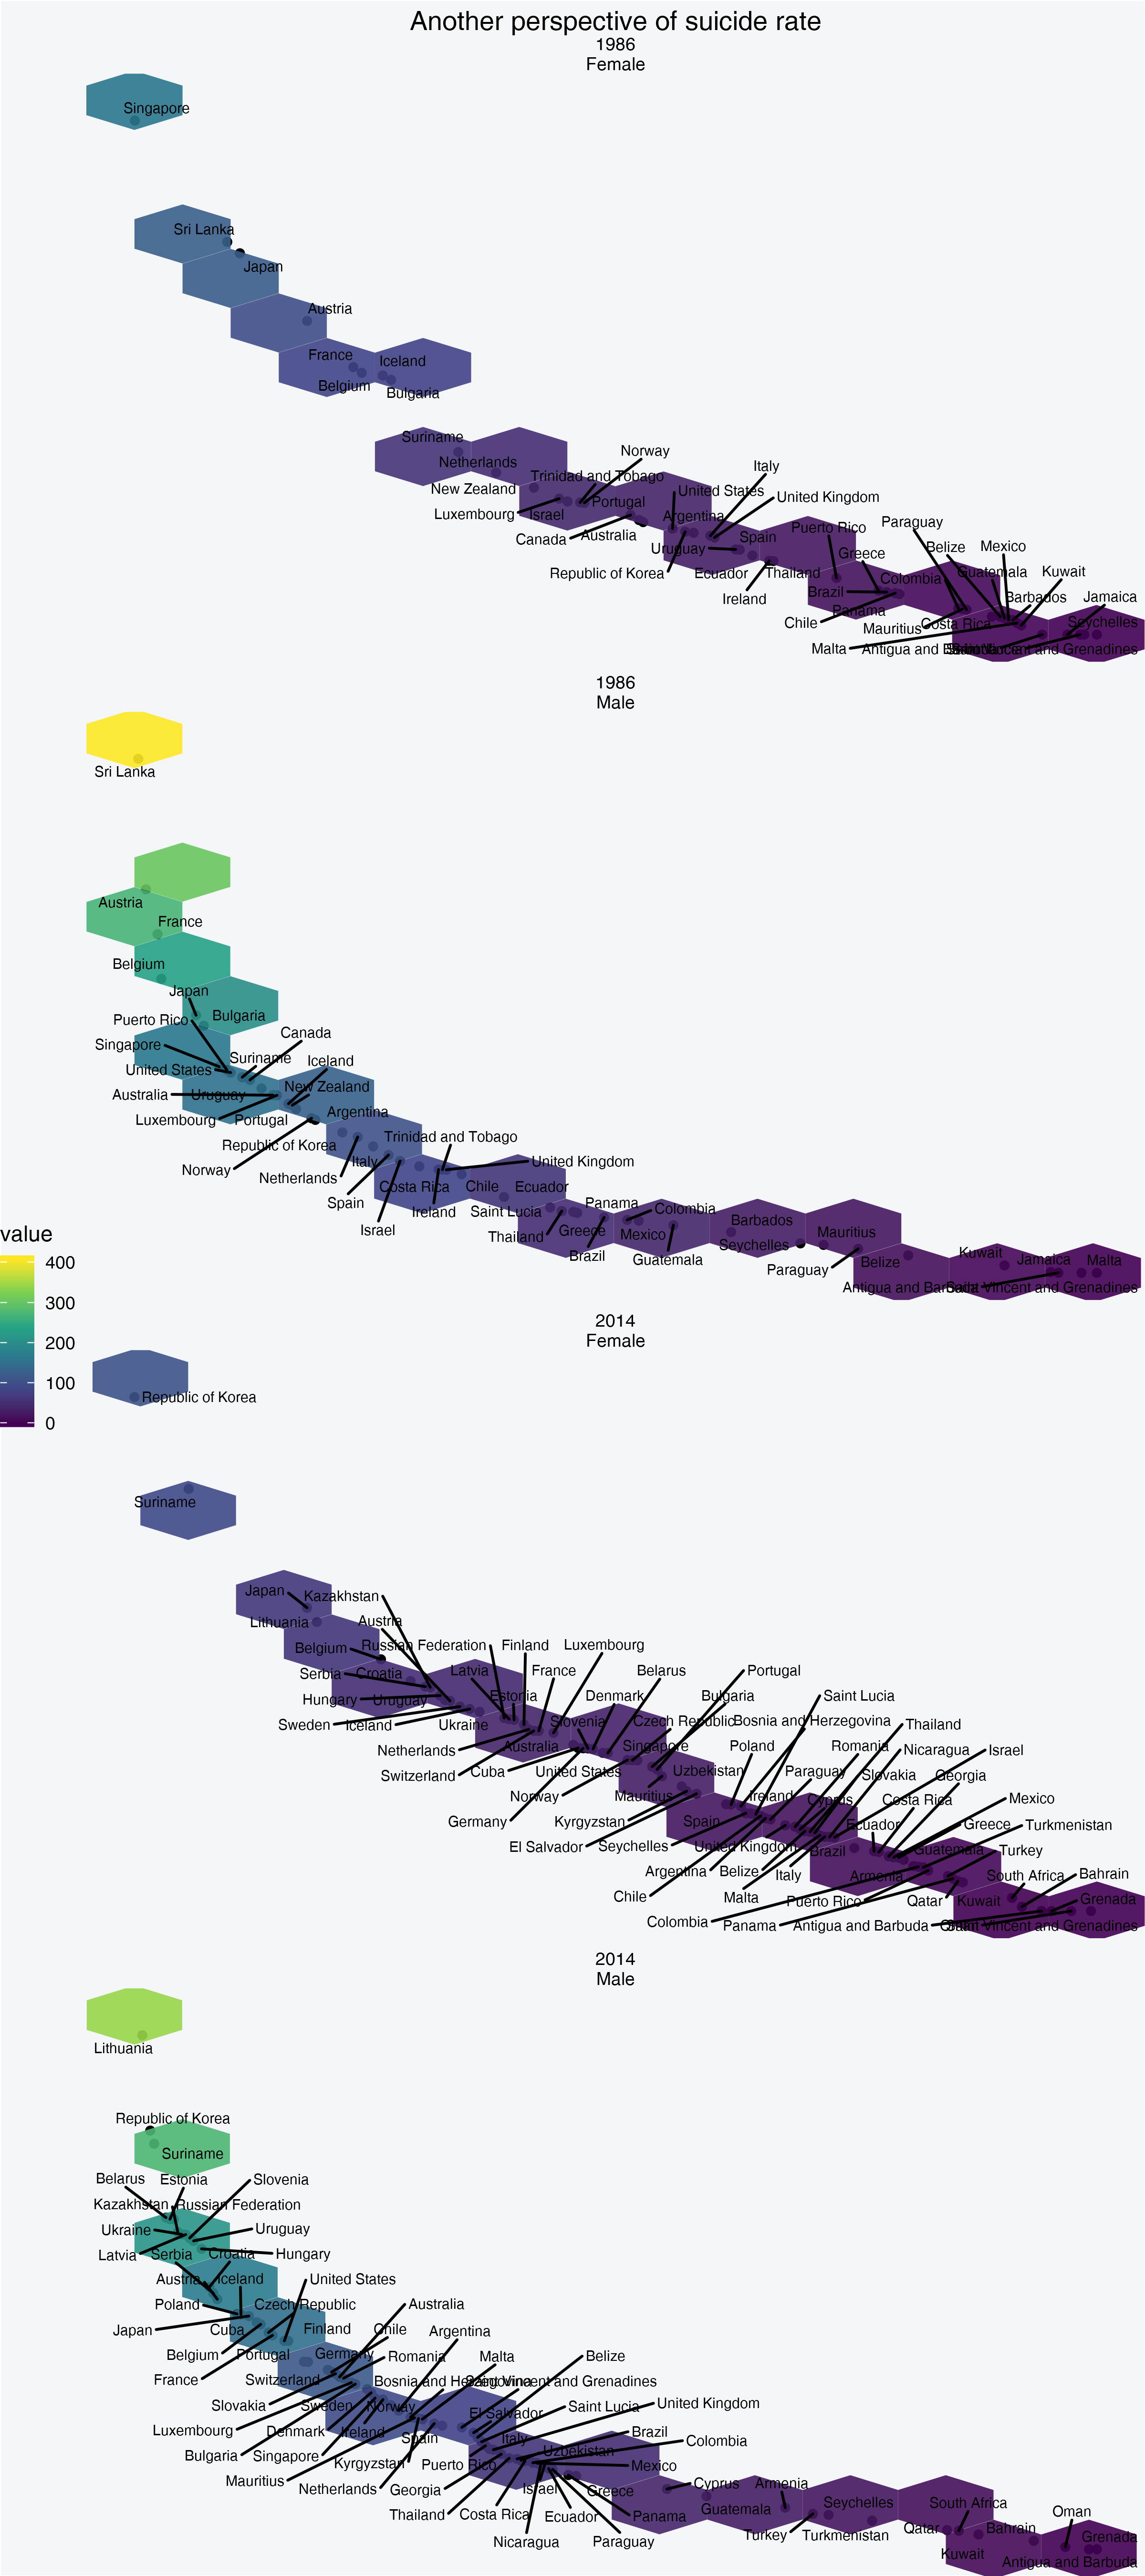 Another perspective of suicide rate
1986
Female
Singapore
Sri Lanka
Japan
Austria
France
Iceland
Belgium
Bulgaria
Suriname
Norway
Netherlands
Italy
Trinidad and Tobago
New Zealand
United States
United Kingdom
Luxembourg
Israel
Portugal
Argentina
Puerto Rico
Paraguay
Canada
Australia
Uruguay
Spain
Greece
Belize
Mexico
Republic of Korea
Ecuador
Thailand
Colombia
Guatemala
Kuwait
Ireland
Brazil
Panama
Barbados
Jamaica
Chile
Mauritius
Costa Rica
Seychelles
Malta
Antigua and Barbuda
Saint Vincent and Grenadines
1986
Male
Sri Lanka
Austria
France
Belgium
Japan
Puerto Rico
Bulgaria
Singapore
Canada
United States
Suriname
Iceland
Australia
Uruguay
New Zealand
Luxembourg
Portugal
Argentina
Republic of Korea
Trinidad and Tobago
Norway
Italy
United Kingdom
Netherlands
Costa Rica
Chile
Ecuador
Spain
Ireland
Saint Lucia
Panama
Colombia
Israel
Thailand
Greece
Mexico
Barbados
Brazil
Guatemala
Seychelles
Mauritius
Paraguay
Belize
Kuwait
Jamaica
Malta
Antigua and Barbuda
Saint Vincent and Grenadines
value
400
300
200
100
0
2014
Female
Republic of Korea
Suriname
Japan
Kazakhstan
Lithuania
Austria
Belgium
Russian Federation
Finland
Luxembourg
Serbia
Croatia
Latvia
France
Belarus
Portugal
Hungary
Uruguay
Estonia
Denmark
Bulgaria
Saint Lucia
Sweden
Iceland
Ukraine
Slovenia
Czech Republic
Bosnia and Herzegovina
Thailand
Netherlands
Australia
Singapore
Poland
Romania
Nicaragua
Israel
Switzerland
Cuba
United States
Uzbekistan
Paraguay
Slovakia
Georgia
Norway
Mauritius
Ireland
Cyprus
Costa Rica
Mexico
Germany
Kyrgyzstan
Spain
Ecuador
Greece
Turkmenistan
El Salvador
Seychelles
United Kingdom
Brazil
Guatemala
Turkey
Argentina
Belize
Italy
Armenia
South Africa
Bahrain
Chile
Malta
Puerto Rico
Qatar
Kuwait
Grenada
Colombia
Panama
Antigua and Barbuda
Saint Vincent and Grenadines
2014
Male
Lithuania
Republic of Korea
Suriname
Belarus
Estonia
Slovenia
Kazakhstan
Russian Federation
Ukraine
Uruguay
Latvia
Serbia
Croatia
Hungary
Austria
Iceland
United States
Poland
Czech Republic
Australia
Japan
Cuba
Finland
Chile
Argentina
Belgium
Portugal
Germany
Romania
Malta
Belize
France
Switzerland
Bosnia and Herzegovina
Saint Vincent and Grenadines
Slovakia
Sweden
Norway
El Salvador
Saint Lucia
United Kingdom
Luxembourg
Denmark
Ireland
Spain
Italy
Brazil
Colombia
Bulgaria
Singapore
Kyrgyzstan
Puerto Rico
Uzbekistan
Mexico
Mauritius
Netherlands
Georgia
Israel
Greece
Cyprus
Armenia
Thailand
Costa Rica
Ecuador
Panama
Guatemala
Seychelles
South Africa
Nicaragua
Paraguay
Turkey
Turkmenistan
Qatar
Bahrain
Oman
Kuwait
Grenada
Antigua and Barbuda